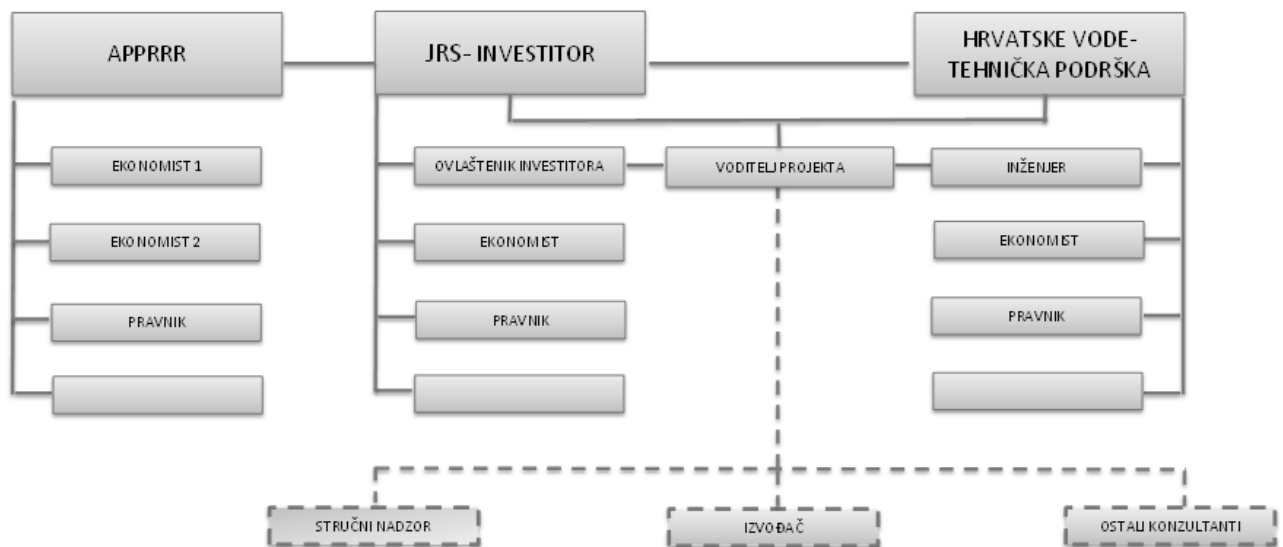 APPRRR
JRS- INVESTITOR
HRVATSKE VODE-
TEHNIČKA PODRŠKA
EKONOMIST 1
OVLAŠTENIK INVESTITORA
VODITELJ PROJEKTA
INŽENJER
EKONOMIST 2
EKONOMIST
EKONOMIST
PRAVNIK
PRAVNIK
PRAVNIK
STRUČNI NADZOR
IZVOĐAČ
OSTALI KONZULTANTI